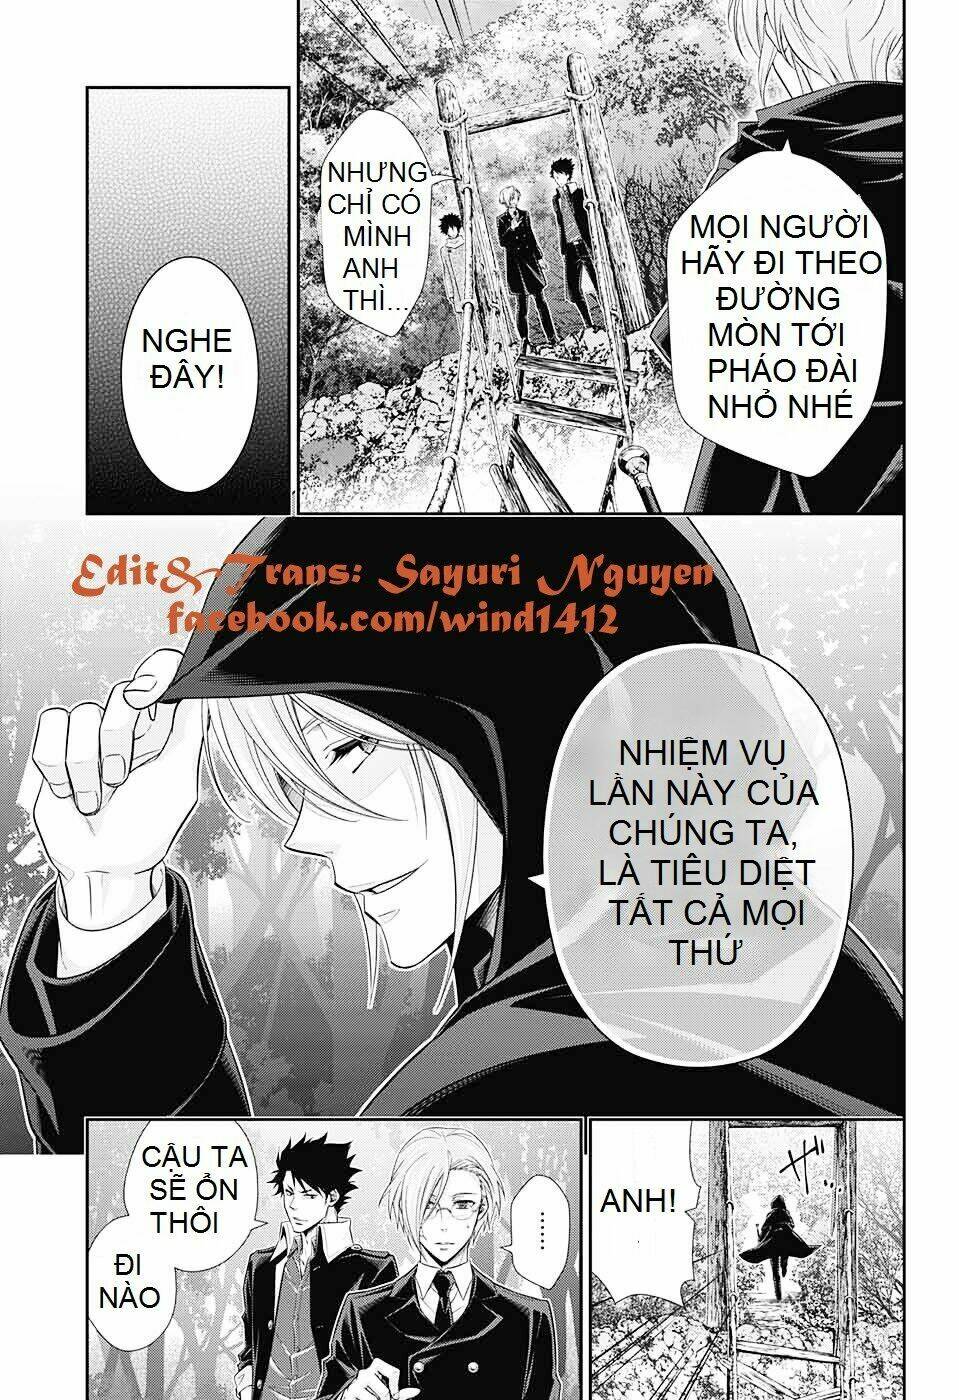 MỌI NGƯỜI
HÃY ĐI THEO
ĐƯỜNG
MÒN TỚI
PHÁO ĐÀI
NHỎ NHÉ
NHƯNG
CHỈ CÓ
MÌNH
ANH
THÌ...
NGHE
ĐÂY!
Edit&Trans: Sayuri Nguyen
facebook.com/wind1412
NHIỆM VỤ
LẦN NÀY CỦA
CHÚNG TA,
LÀ TIÊU DIỆT
TẤT CẢ MỌI
THỨ
ANH!
......
CẬU TA
SẼ ỔN
THÔI
ĐI
NÀO